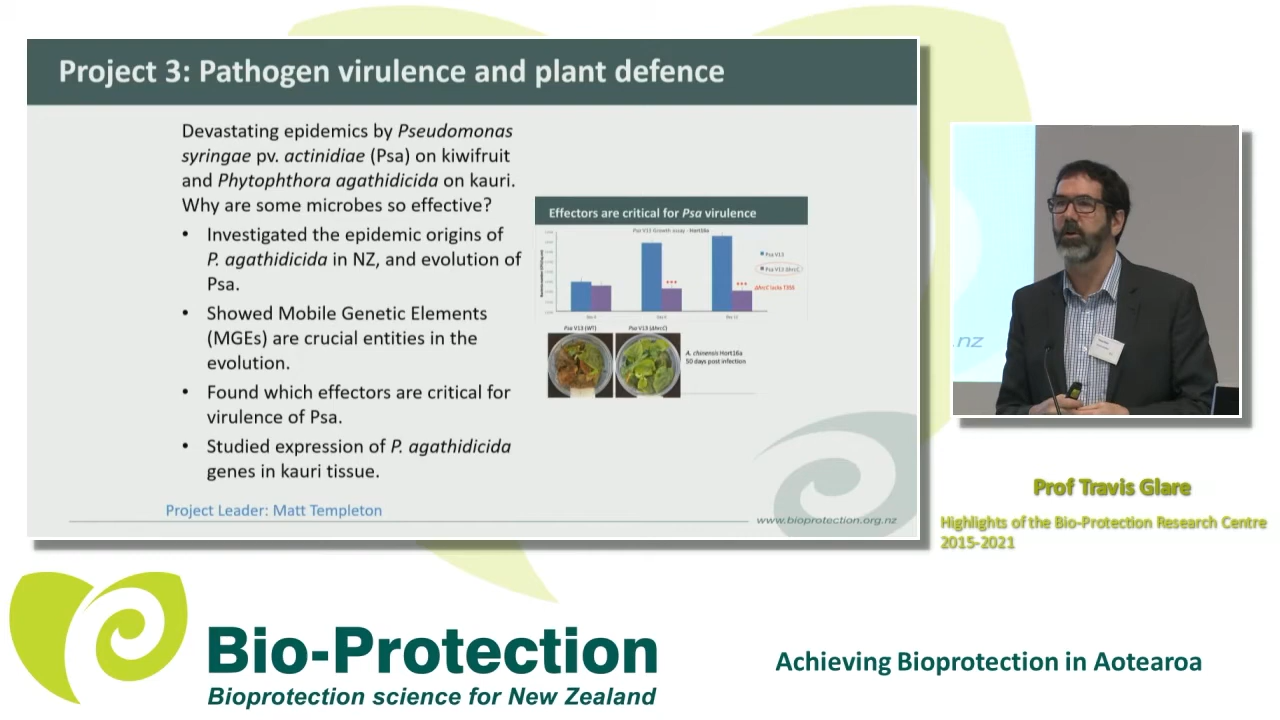 Project 3: Pathogen virulence and plant defence
Devastating epidemics by Pseudomonas
syringae pv. actinidiae (Psa) on kiwifruit
and Phytophthora agathidicida on kauri.
Why are some microbes so effective?
• Investigated the epidemic origins of
P. agathidicida in NZ, and evolution of
Psa.
• Showed Mobile Genetic Elements
(MGEs) are crucial entities in the
evolution.
• Found which effectors are critical for
virulence of Psa.
• Studied expression of P. agathidicida
genes in kauri tissue.
Project Leader: Matt Templeton
Effectors are critical for Psa virulence
Psa V13 Growth assay - Hort16a
Psa V13
Psa V13 ΔhrcC
***
***
ΔhrcC lacks T3SS
Psa V13 (WT)
Psa V13 (ΔhrcC)
A. chinensis Hort16a
50 days post infection
www.bioprotection.org.nz
.nz
Prof Travis Glare
Highlights of the Bio-Protection Research Centre
2015-2021
Bio-Protection
Bioprotection science for New Zealand
Achieving Bioprotection in Aotearoa